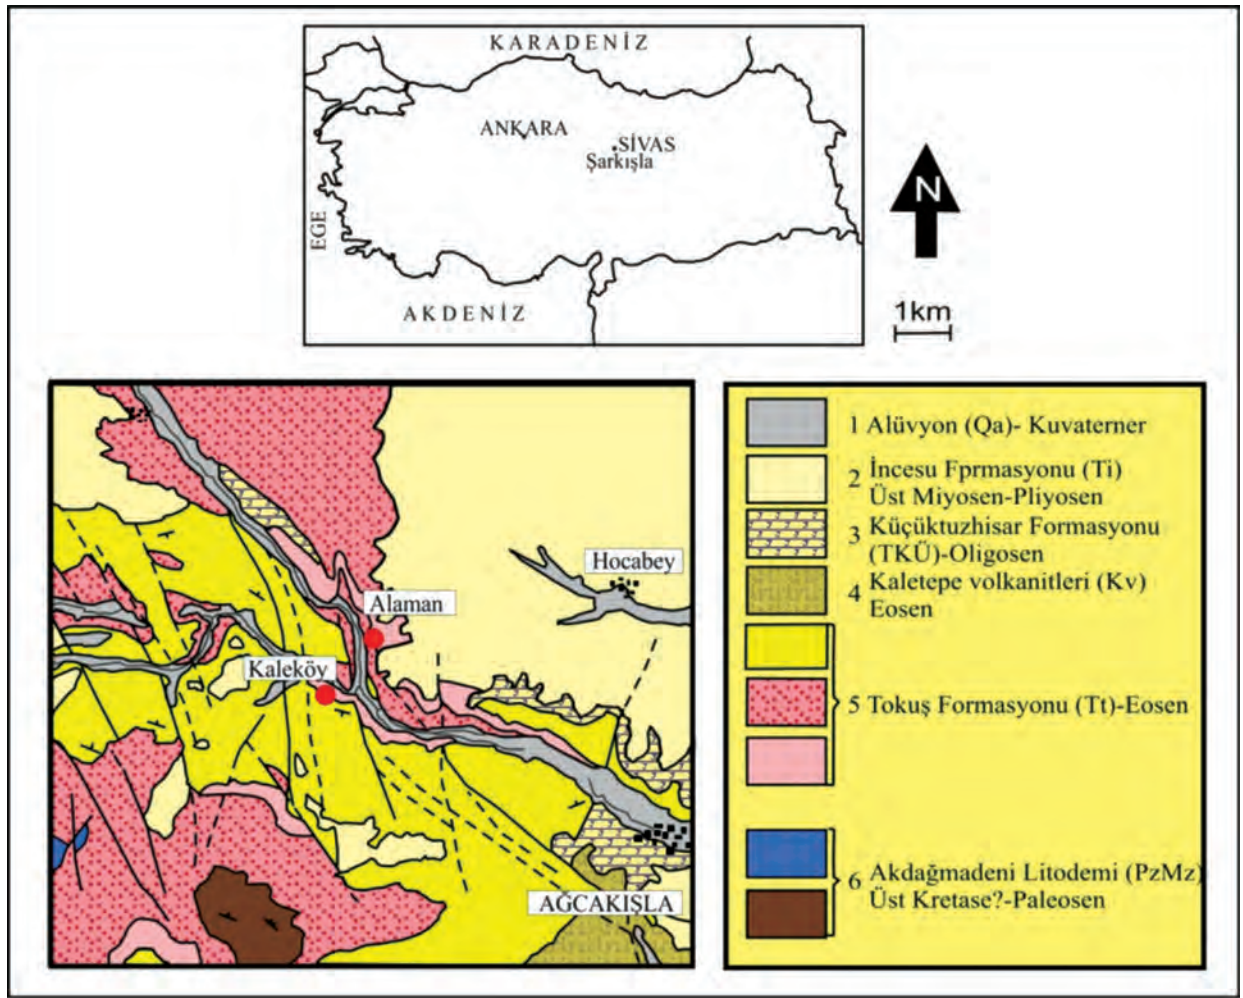 KARADENİZ
ANKARA
SİVAS
Şarkışla
EGE
AKDENİZ
N
1km
Hocabey
Alaman
Kaleköy
AĞCAKIŞLA
1 Alüvyon (Qa)- Kuvaterner
2 İncesu Fprmasyonu (Ti)
Üst Miyosen-Pliyosen
3 Küçüktuzhisar Formasyonu
(TKÜ)-Oligosen
4 Kaletepe volkanitleri (Kv)
Eosen
5 Tokuş Formasyonu (Tt)-Eosen
6 Akdağmadeni Litodemi (PzMz)
Üst Kretase?-Paleosen